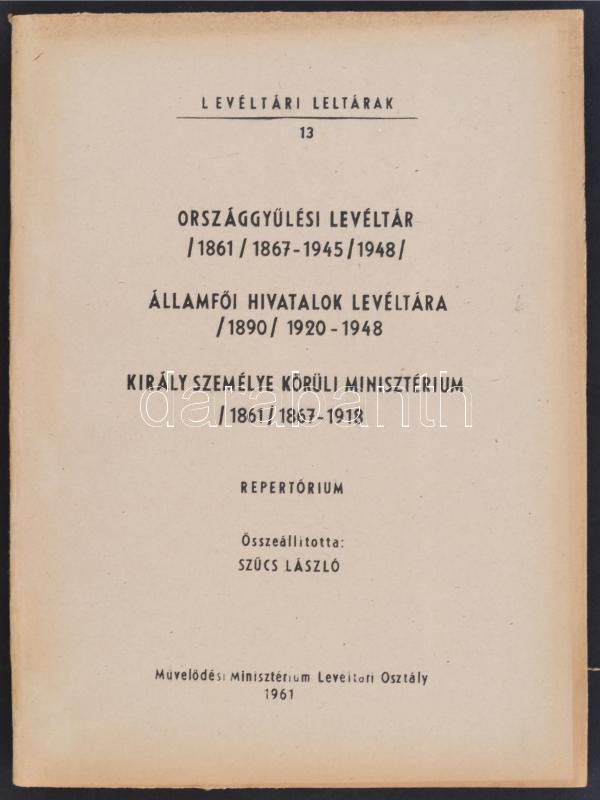 LEVÉLTÁRI LELTÁRAK
13
ORSZÁGGYŰLÉSI LEVÉLTÁR
/1861/ 1867-1945/1948/
ÁLLAMFŐI HIVATALOK LEVÉLTÁRA
/1890/ 1920-1948
KIRÁLY SZEMÉLYE KÖRÜLI MINISZTÉRIUM
darabanth
/1861/1867-1918
REPERTÓRIUM
Összeállította:
SZŰCS LÁSZLÓ
Művelődési Minisztérium Levéltári Osztály
1961